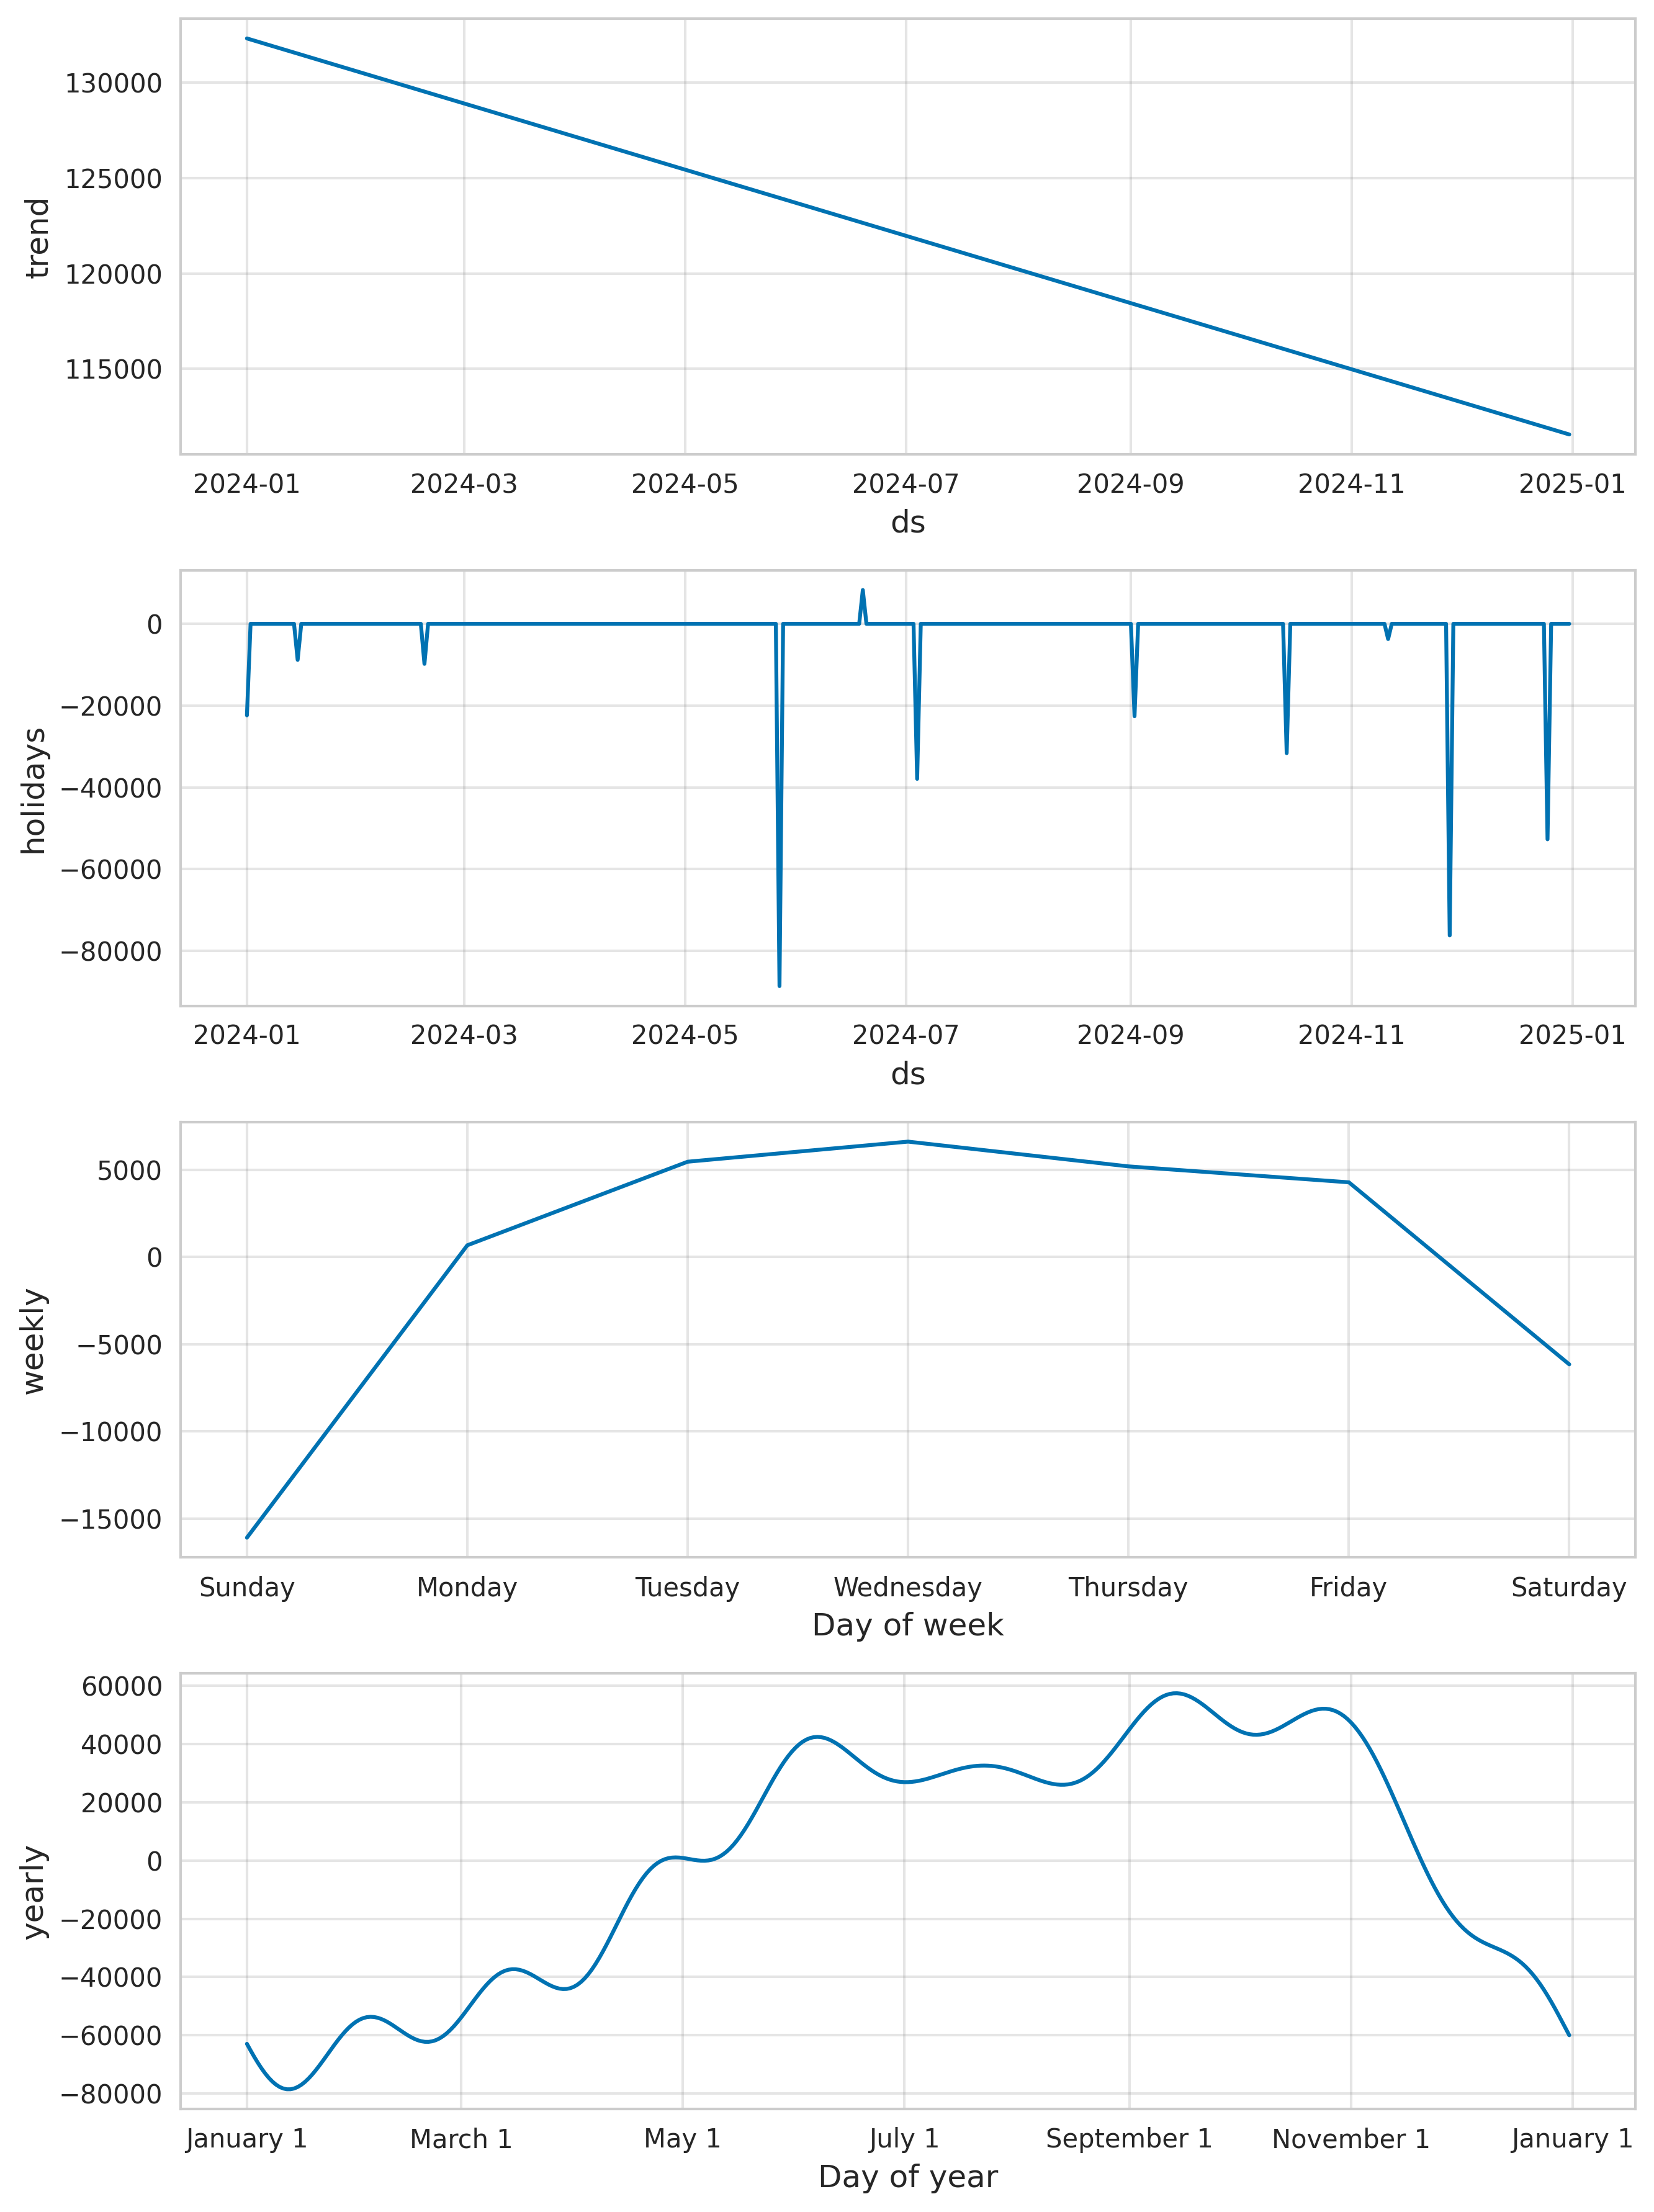 130000
125000
120000
115000
trend
2024-01 2024-03 2024-05 2024-07 2024-09 2024-11 2025-01
ds
0
−20000
−40000
−60000
−80000
holidays
2024-01 2024-03 2024-05 2024-07 2024-09 2024-11 2025-01
ds
5000
0
−5000
−10000
−15000
weekly
Sunday Monday Tuesday Wednesday Thursday Friday Saturday
Day of week
60000
40000
20000
0
−20000
−40000
−60000
−80000
yearly
January 1 March 1 May 1 July 1 September 1 November 1 January 1
Day of year